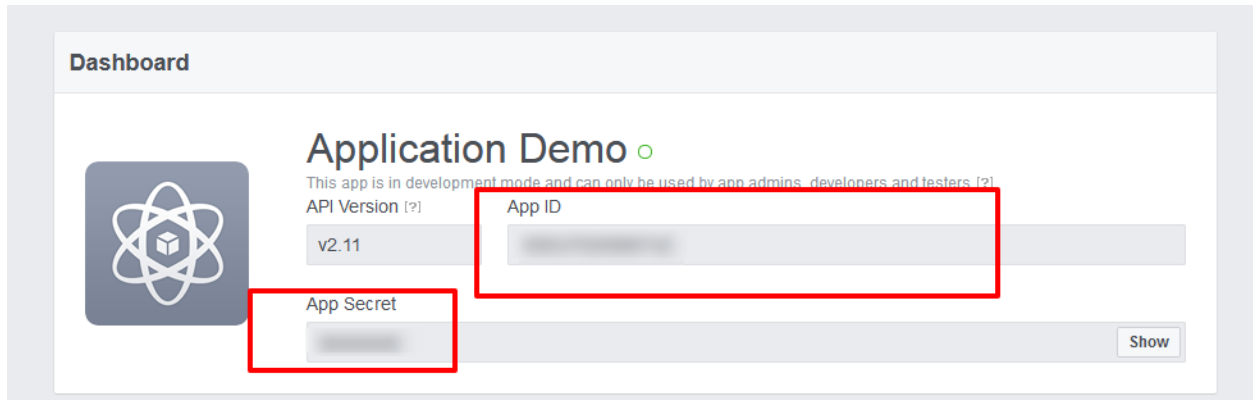 Dashboard
Application Demo
This app is in development mode and can only be used by app admins, developers and testers [?]
API Version [?]
App ID
v2.11
App Secret
Show